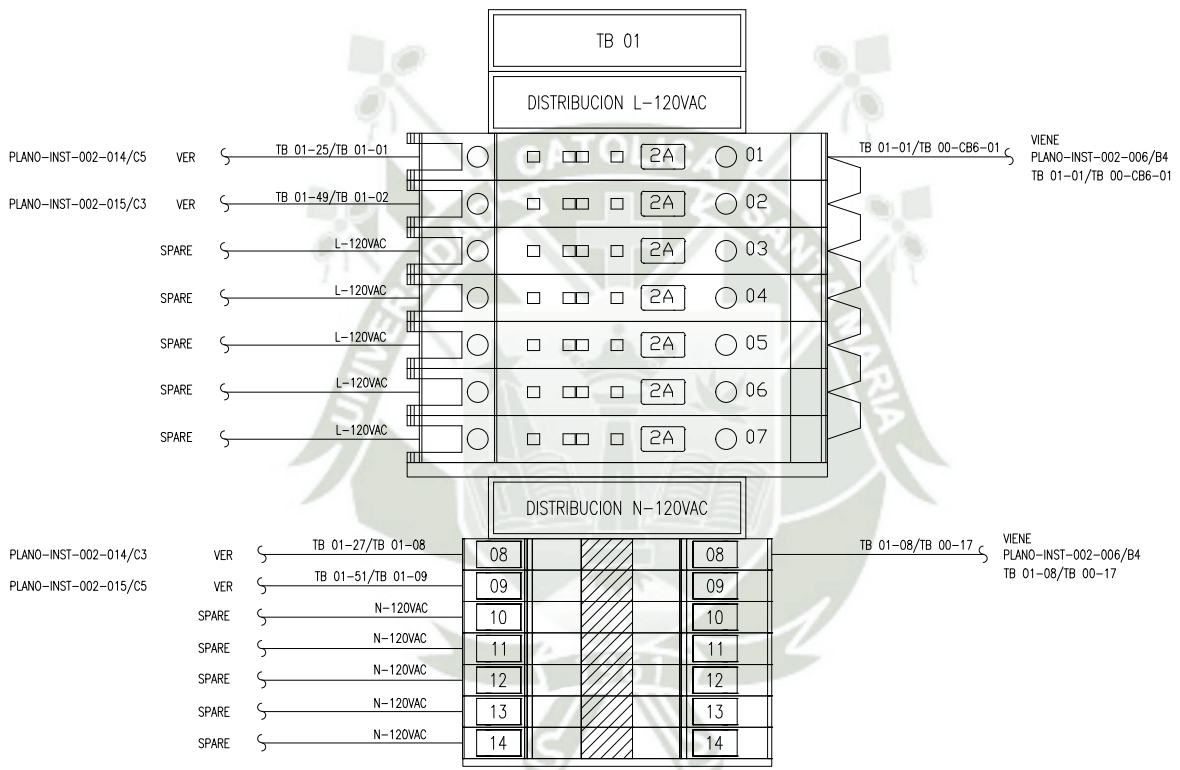 TB 01
DISTRIBUCION L-120VAC
PLANO-INST-002-014/C5 VER TB 01-25/TB 01-01 2A 01 TB 01-01/TB 00-CB6-01
VIENE
PLANO-INST-002-006/B4
TB 01-01/TB 00-CB6-01
PLANO-INST-002-015/C3 VER TB 01-49/TB 01-02 2A 02
SPARE L-120VAC 2A 03
SPARE L-120VAC 2A 04
SPARE L-120VAC 2A 05
SPARE L-120VAC 2A 06
SPARE L-120VAC 2A 07
DISTRIBUCION N-120VAC
PLANO-INST-002-014/C3 VER TB 01-27/TB 01-08 08 08 TB 01-08/TB 00-17
VIENE
PLANO-INST-002-006/B4
TB 01-08/TB 00-17
PLANO-INST-002-015/C5 VER TB 01-51/TB 01-09 09 09
SPARE N-120VAC 10 10
SPARE N-120VAC 11 11
SPARE N-120VAC 12 12
SPARE N-120VAC 13 13
SPARE N-120VAC 14 14
UNIVERSIDAD CATOLICA SANTA MARIA